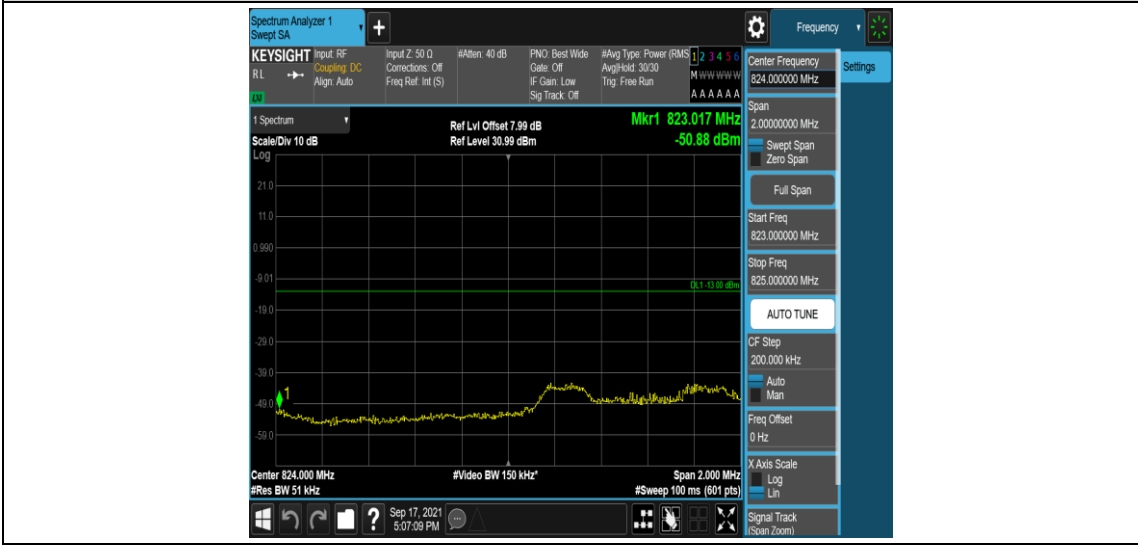 Spectrum Analyzer 1
Swept SA
+
Frequency
KEYSIGHT
RL
LM
Input: RF
Coupling: DC
Align: Auto
Input Z: 50 Ω
Corrections: Off
Freq Ref: Int (S)
#Atten: 40 dB
PNO: Best Wide
Gate: Off
IF Gain: Low
Sig Track: Off
#Avg Type: Power (RMS
Avg|Hold: 30/30
Trig: Free Run
1 2 3 4 5 6
M W W W W W
A A A A A A
1 Spectrum
Scale/Div 10 dB
Log
Ref Lvl Offset 7.99 dB
Ref Level 30.99 dBm
Mkr1 823.017 MHz
-50.88 dBm
21.0
11.0
0.990
-9.01
DL1 -13.00 dBm
-19.0
-29.0
-39.0
-49.0
1
-59.0
Center 824.000 MHz
#Res BW 51 kHz
#Video BW 150 kHz*
Span 2.000 MHz
#Sweep 100 ms (601 pts)
?
Sep 17, 2021
5:07:09 PM
Center Frequency
824.000000 MHz
Settings
Span
2.00000000 MHz
Swept Span
Zero Span
Full Span
Start Freq
823.000000 MHz
Stop Freq
825.000000 MHz
AUTO TUNE
CF Step
200.000 kHz
Auto
Man
Freq Offset
0 Hz
X Axis Scale
Log
Lin
Signal Track
(Span Zoom)